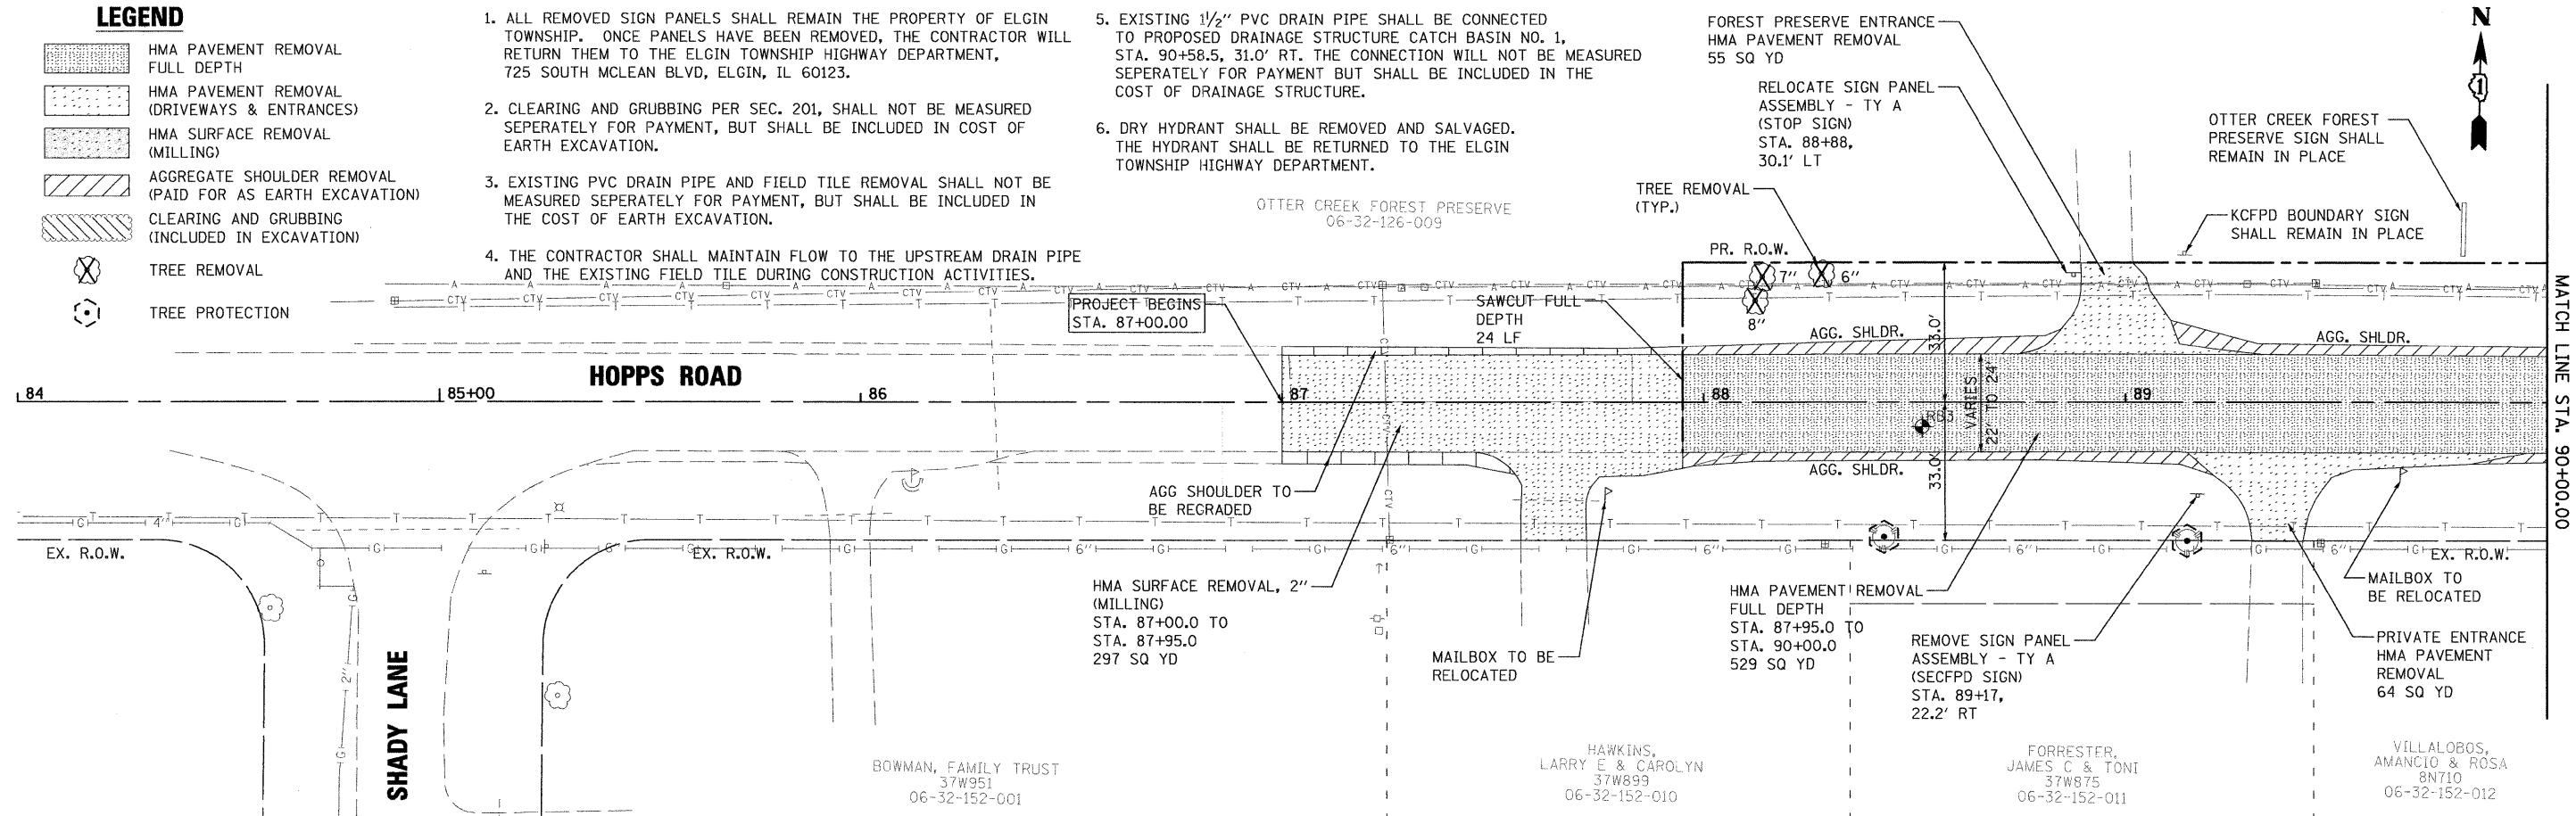 LEGEND
HMA PAVEMENT REMOVAL
FULL DEPTH
HMA PAVEMENT REMOVAL
(DRIVEWAYS & ENTRANCES)
HMA SURFACE REMOVAL
(MILLING)
AGGREGATE SHOULDER REMOVAL
(PAID FOR AS EARTH EXCAVATION)
CLEARING AND GRUBBING
(INCLUDED IN EXCAVATION)
TREE REMOVAL
TREE PROTECTION
1. ALL REMOVED SIGN PANELS SHALL REMAIN THE PROPERTY OF ELGIN
TOWNSHIP. ONCE PANELS HAVE BEEN REMOVED, THE CONTRACTOR WILL
RETURN THEM TO THE ELGIN TOWNSHIP HIGHWAY DEPARTMENT,
725 SOUTH MCLEAN BLVD, ELGIN, IL 60123.
2. CLEARING AND GRUBBING PER SEC. 201, SHALL NOT BE MEASURED
SEPERATELY FOR PAYMENT, BUT SHALL BE INCLUDED IN COST OF
EARTH EXCAVATION.
3. EXISTING PVC DRAIN PIPE AND FIELD TILE REMOVAL SHALL NOT BE
MEASURED SEPERATELY FOR PAYMENT, BUT SHALL BE INCLUDED IN
THE COST OF EARTH EXCAVATION.
4. THE CONTRACTOR SHALL MAINTAIN FLOW TO THE UPSTREAM DRAIN PIPE
AND THE EXISTING FIELD TILE DURING CONSTRUCTION ACTIVITIES.
5. EXISTING 1½" PVC DRAIN PIPE SHALL BE CONNECTED
TO PROPOSED DRAINAGE STRUCTURE CATCH BASIN NO. 1,
STA. 90+58.5, 31.0' RT. THE CONNECTION WILL NOT BE MEASURED
SEPERATELY FOR PAYMENT BUT SHALL BE INCLUDED IN THE
COST OF DRAINAGE STRUCTURE.
6. DRY HYDRANT SHALL BE REMOVED AND SALVAGED.
THE HYDRANT SHALL BE RETURNED TO THE ELGIN
TOWNSHIP HIGHWAY DEPARTMENT.
OTTER CREEK FOREST PRESERVE
06-32-126-009
FOREST PRESERVE ENTRANCE
HMA PAVEMENT REMOVAL
55 SQ YD
RELOCATE SIGN PANEL
ASSEMBLY - TY A
(STOP SIGN)
STA. 88+88,
30.1' LT
TREE REMOVAL
(TYP.)
PR. R.O.W.
7"
6"
8"
N
1
OTTER CREEK FOREST
PRESERVE SIGN SHALL
REMAIN IN PLACE
KCFPD BOUNDARY SIGN
SHALL REMAIN IN PLACE
MATCH LINE STA. 90+00.00
PROJECT BEGINS
STA. 87+00.00
SAWCUT FULL
DEPTH
24 LF
AGG. SHLDR.
AGG. SHLDR.
33.0'
HOPPS ROAD
84
85+00
86
87
88
89
RB3
VARIES
22' TO 24'
AGG. SHLDR.
33.0'
AGG SHOULDER TO
BE REGRADED
4"
EX. R.O.W.
EX. R.O.W.
6"
6"
6"
6"
6"
EX. R.O.W.
2"
SHADY LANE
HMA SURFACE REMOVAL, 2"
(MILLING)
STA. 87+00.0 TO
STA. 87+95.0
297 SQ YD
MAILBOX TO BE
RELOCATED
HMA PAVEMENT REMOVAL
FULL DEPTH
STA. 87+95.0 TO
STA. 90+00.0
529 SQ YD
REMOVE SIGN PANEL
ASSEMBLY - TY A
(SECFPD SIGN)
STA. 89+17,
22.2' RT
MAILBOX TO
BE RELOCATED
PRIVATE ENTRANCE
HMA PAVEMENT
REMOVAL
64 SQ YD
BOWMAN, FAMILY TRUST
37W951
06-32-152-001
HAWKINS,
LARRY E & CAROLYN
37W899
06-32-152-010
FORRESTER,
JAMES C & TONI
37W875
06-32-152-011
VILLALOBOS,
AMANCIO & ROSA
8N710
06-32-152-012